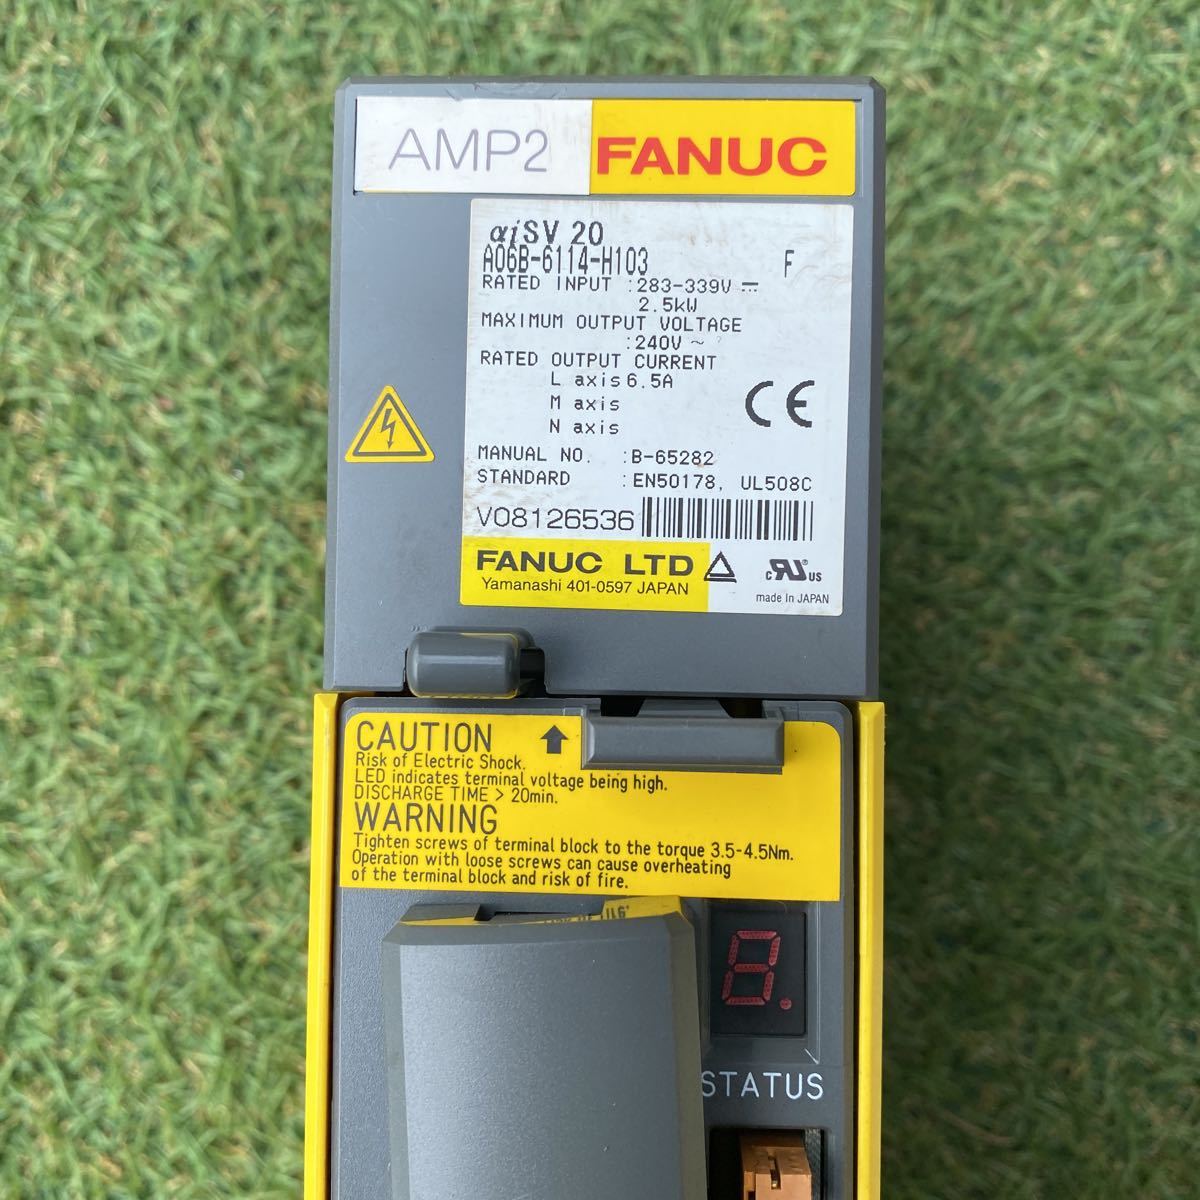 AMP2 FANUC
αiSV 20
A06B-6114-H103 F
RATED INPUT :283-339V ⎓
2.5kW
MAXIMUM OUTPUT VOLTAGE
:240V ~
RATED OUTPUT CURRENT
L axis 6.5A
M axis
N axis
CE
MANUAL NO. :B-65282
STANDARD :EN50178, UL508C
V08126536
FANUC LTD
Yamanashi 401-0597 JAPAN
c RU US
made in JAPAN
CAUTION
Risk of Electric Shock.
LED indicates terminal voltage being high.
DISCHARGE TIME > 20min.
WARNING
Tighten screws of terminal block to the torque 3.5-4.5Nm.
Operation with loose screws can cause overheating
of the terminal block and risk of fire.
8.
STATUS